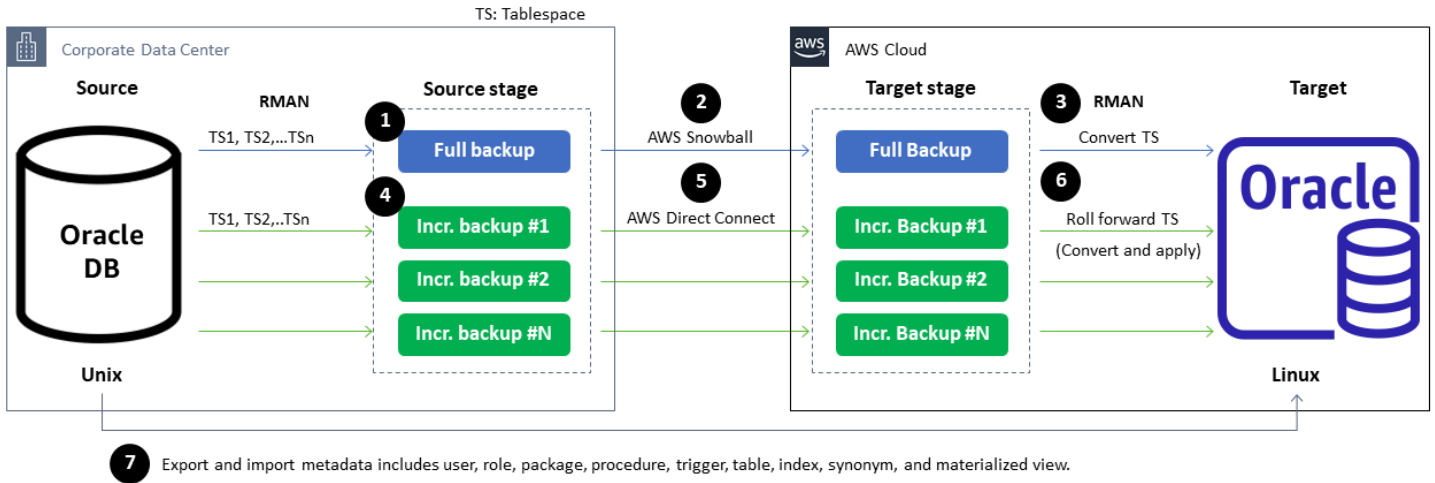 TS: Tablespace
Corporate Data Center
aws
AWS Cloud
Source
RMAN
Source stage
2
Target stage
3
RMAN
Target
1
TS1, TS2,...TSn
Full backup
AWS Snowball
Full Backup
Convert TS
5
6
4
TS1, TS2,..TSn
Incr. backup #1
AWS Direct Connect
Incr. Backup #1
Roll forward TS
(Convert and apply)
Oracle
DB
Oracle
Incr. backup #2
Incr. Backup #2
Incr. backup #N
Incr. Backup #N
Unix
Linux
7
Export and import metadata includes user, role, package, procedure, trigger, table, index, synonym, and materialized view.